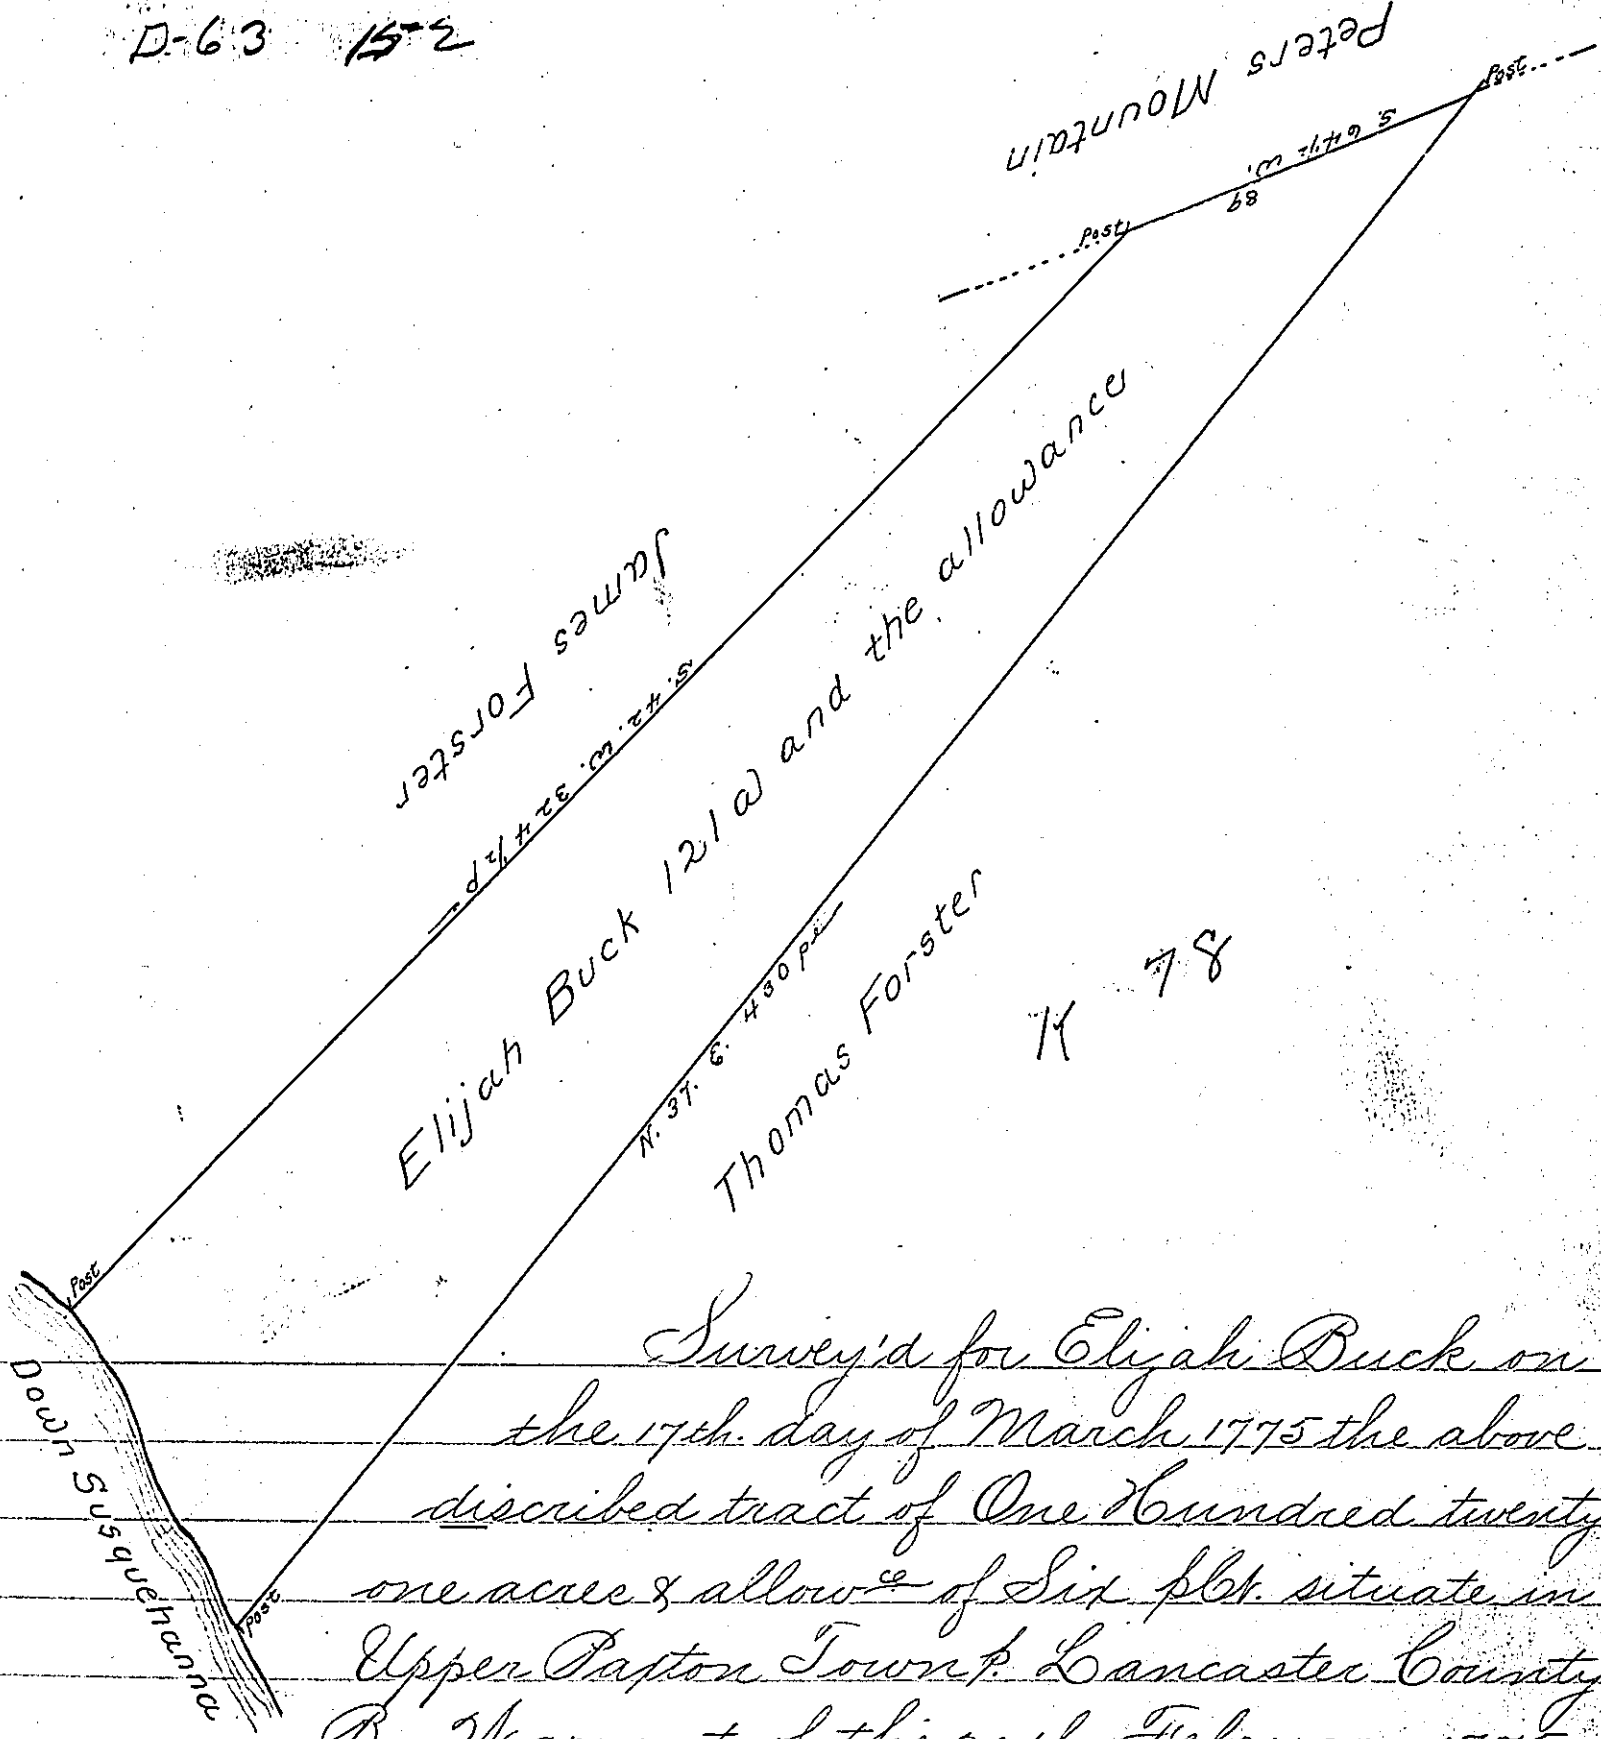 D-63 15-2
Peters Mountain
Post
S. 64½ W.
89
Post
James Forster
S. 42. W. 324½ p
Elijah Buck 121 a and the allowance
N. 37. E. 430 pe
Thomas Forster
K 78
Post
Down Susquehanna
Post
Survey'd for Elijah Buck on
the 17th. day of March 1775 the above
discribed tract of One Hundred twenty
one acree & allowce of Six pCt. situate in
Upper Paxton Townp. Lancaster County